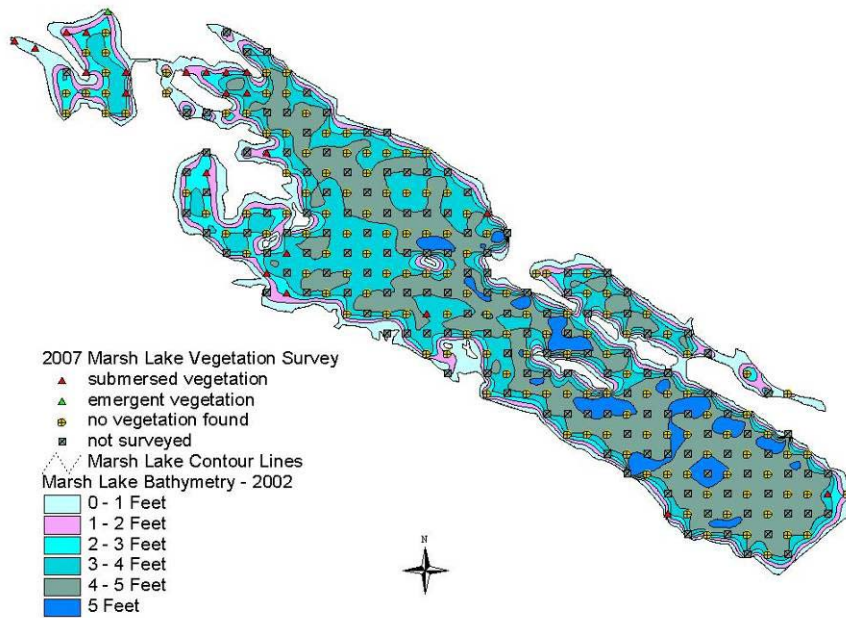 2007 Marsh Lake Vegetation Survey
submersed vegetation
emergent vegetation
no vegetation found
not surveyed
Marsh Lake Contour Lines
Marsh Lake Bathymetry - 2002
0 - 1 Feet
1 - 2 Feet
2 - 3 Feet
3 - 4 Feet
4 - 5 Feet
5 Feet
N